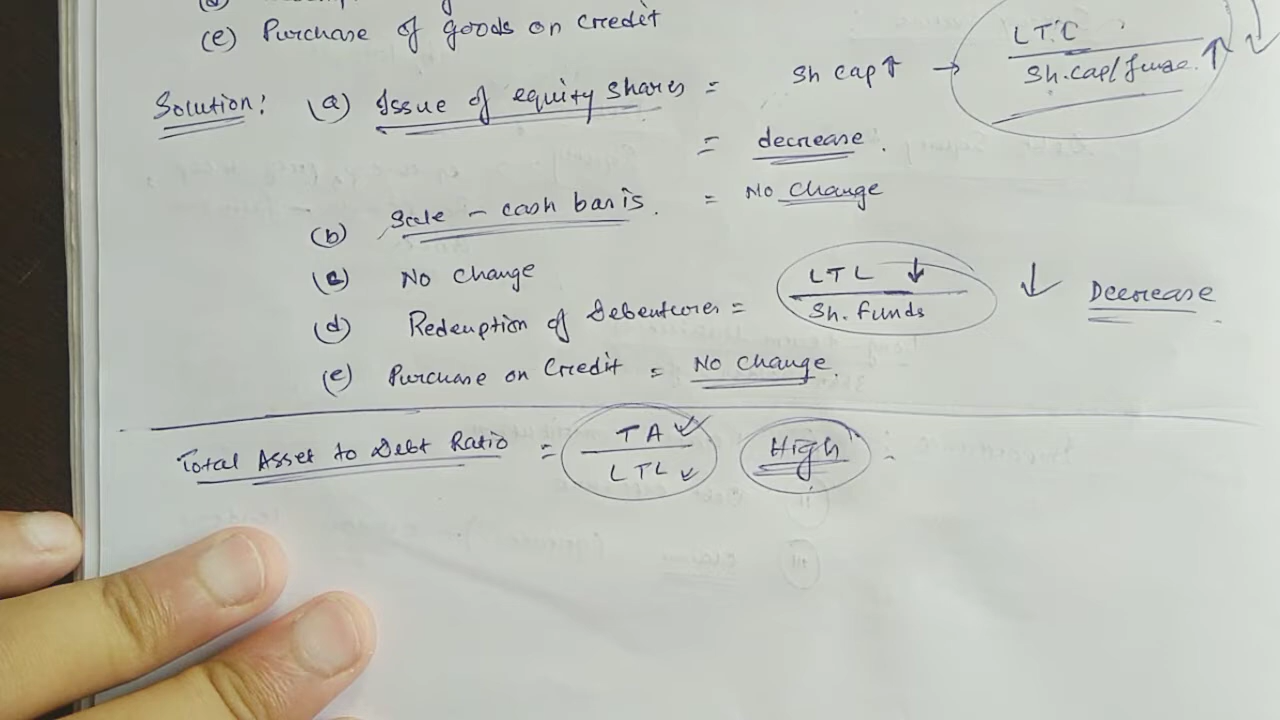 (e) Purchase of goods on credit
Solution: (a) Issue of equity shares = Sh cap↑ → LTC / Sh. cap/ funds. ↑ ↓
= decrease.
(b) Sale - cash basis. = No Change
(c) No Change
(d) Redemption of Debentures = LTL ↓ / Sh. Funds ↓ Decrease.
(e) Purchase on Credit = No change.
Total Asset to Debt Ratio = TA / LTL High :